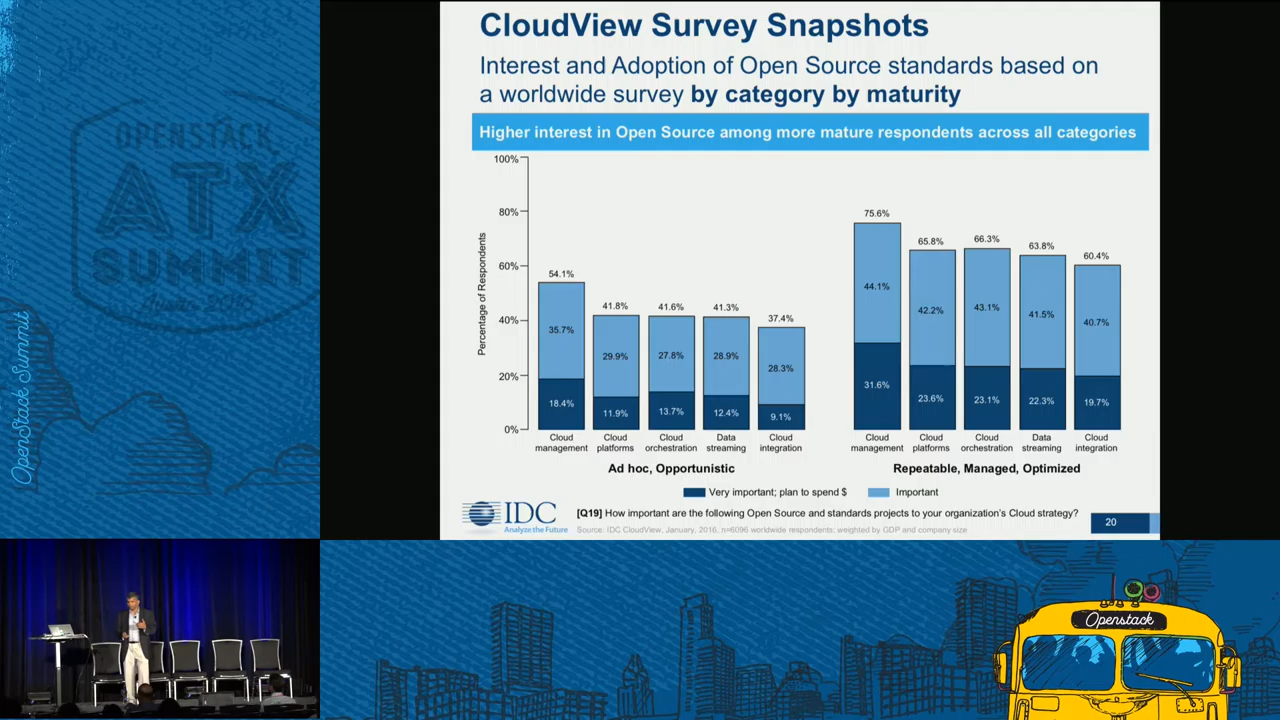 CloudView Survey Snapshots
Interest and Adoption of Open Source standards based on
a worldwide survey by category by maturity
Higher interest in Open Source among more mature respondents across all categories
Percentage of Respondents
100%
80%
60%
40%
20%
0%
54.1%
35.7%
18.4%
41.8%
29.9%
11.9%
41.6%
27.8%
13.7%
41.3%
28.9%
12.4%
37.4%
28.3%
9.1%
75.6%
44.1%
31.6%
65.8%
42.2%
23.6%
66.3%
43.1%
23.1%
63.8%
41.5%
22.3%
60.4%
40.7%
19.7%
Cloud management
Cloud platforms
Cloud orchestration
Data streaming
Cloud integration
Cloud management
Cloud platforms
Cloud orchestration
Data streaming
Cloud integration
Ad hoc, Opportunistic
Repeatable, Managed, Optimized
Very important; plan to spend $
Important
IDC
Analyze the Future
[Q19] How important are the following Open Source and standards projects to your organization's Cloud strategy?
Source: IDC CloudView, January, 2016, n=6096 worldwide respondents; weighted by GDP and company size
20
OPENSTACK
ATX
SUMMIT
OpenStack Summit
Openstack